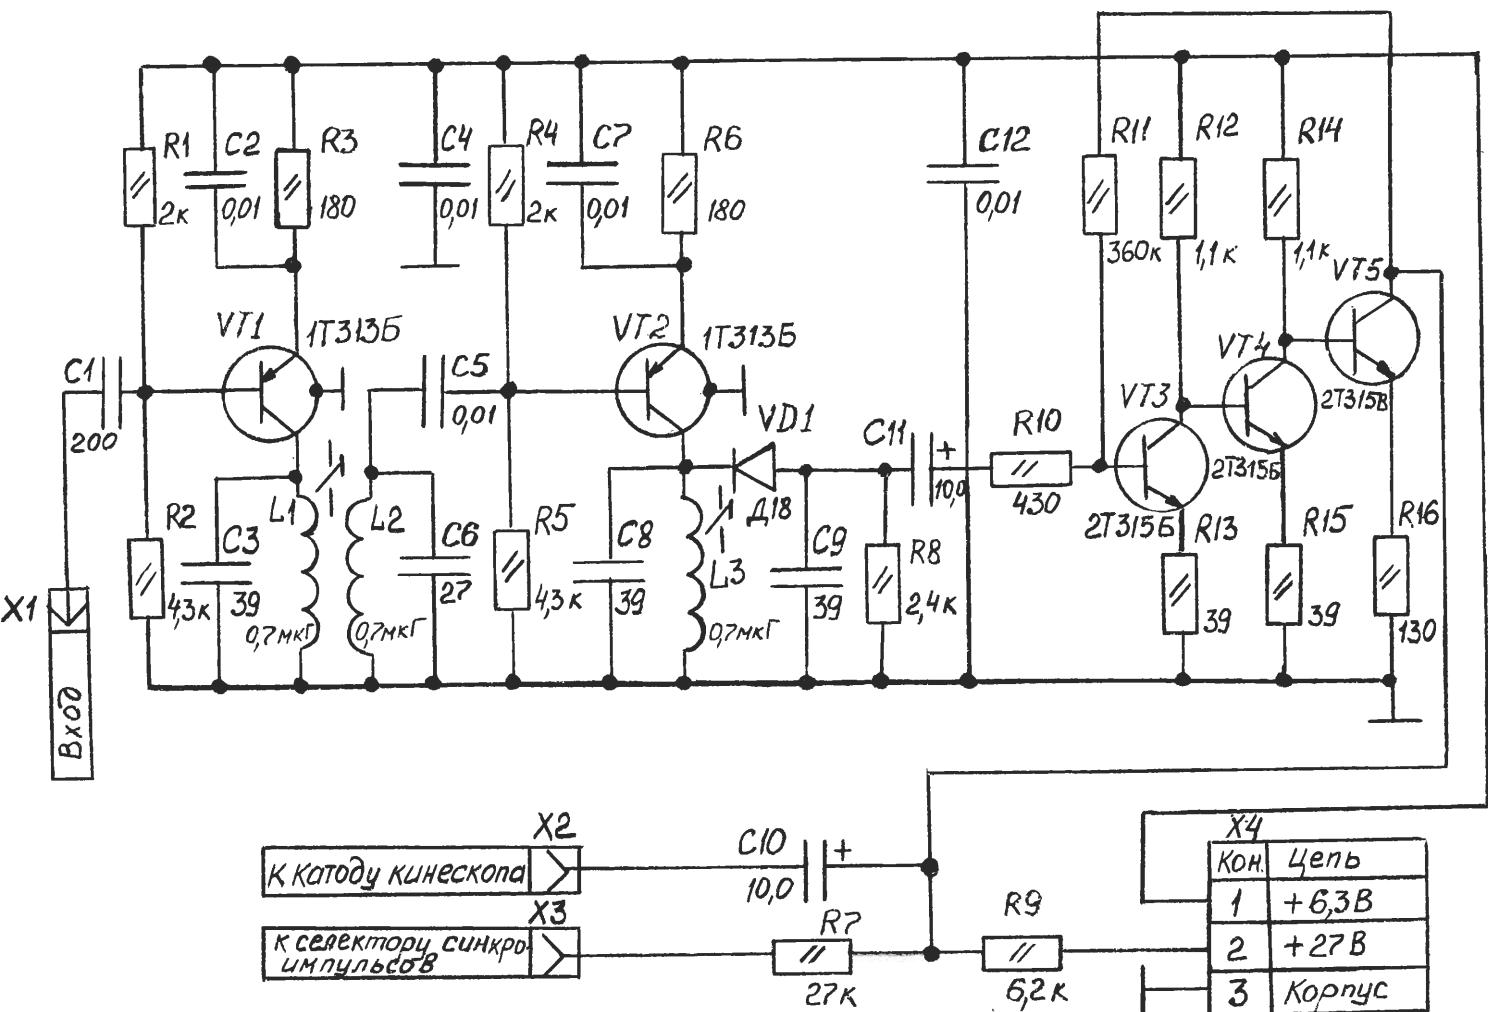 R1
2к
C2
0,01
R3
180
C4
0,01
R4
2к
C7
0,01
R6
180
C12
0,01
R11
360к
R12
1,1к
R14
1,1к
VT5
2Т315В
VT1
1Т313Б
VT2
1Т313Б
C1
200
C5
0,01
VD1
Д18
C11
+
10,0
R10
430
VT3
2Т315Б
VT4
2Т315Б
R2
4,3к
C3
39
L1
0,7мкГ
L2
0,7мкГ
C6
27
R5
4,3к
C8
39
L3
0,7мкГ
C9
39
R8
2,4к
R13
39
R15
39
R16
130
X1
Вход
X2
К катоду кинескопа
C10
+
10,0
X3
К селектору синхро-
импульсов
R7
27к
R9
6,2к
X4
Кон. Цепь
1 +6,3В
2 +27В
3 Корпус